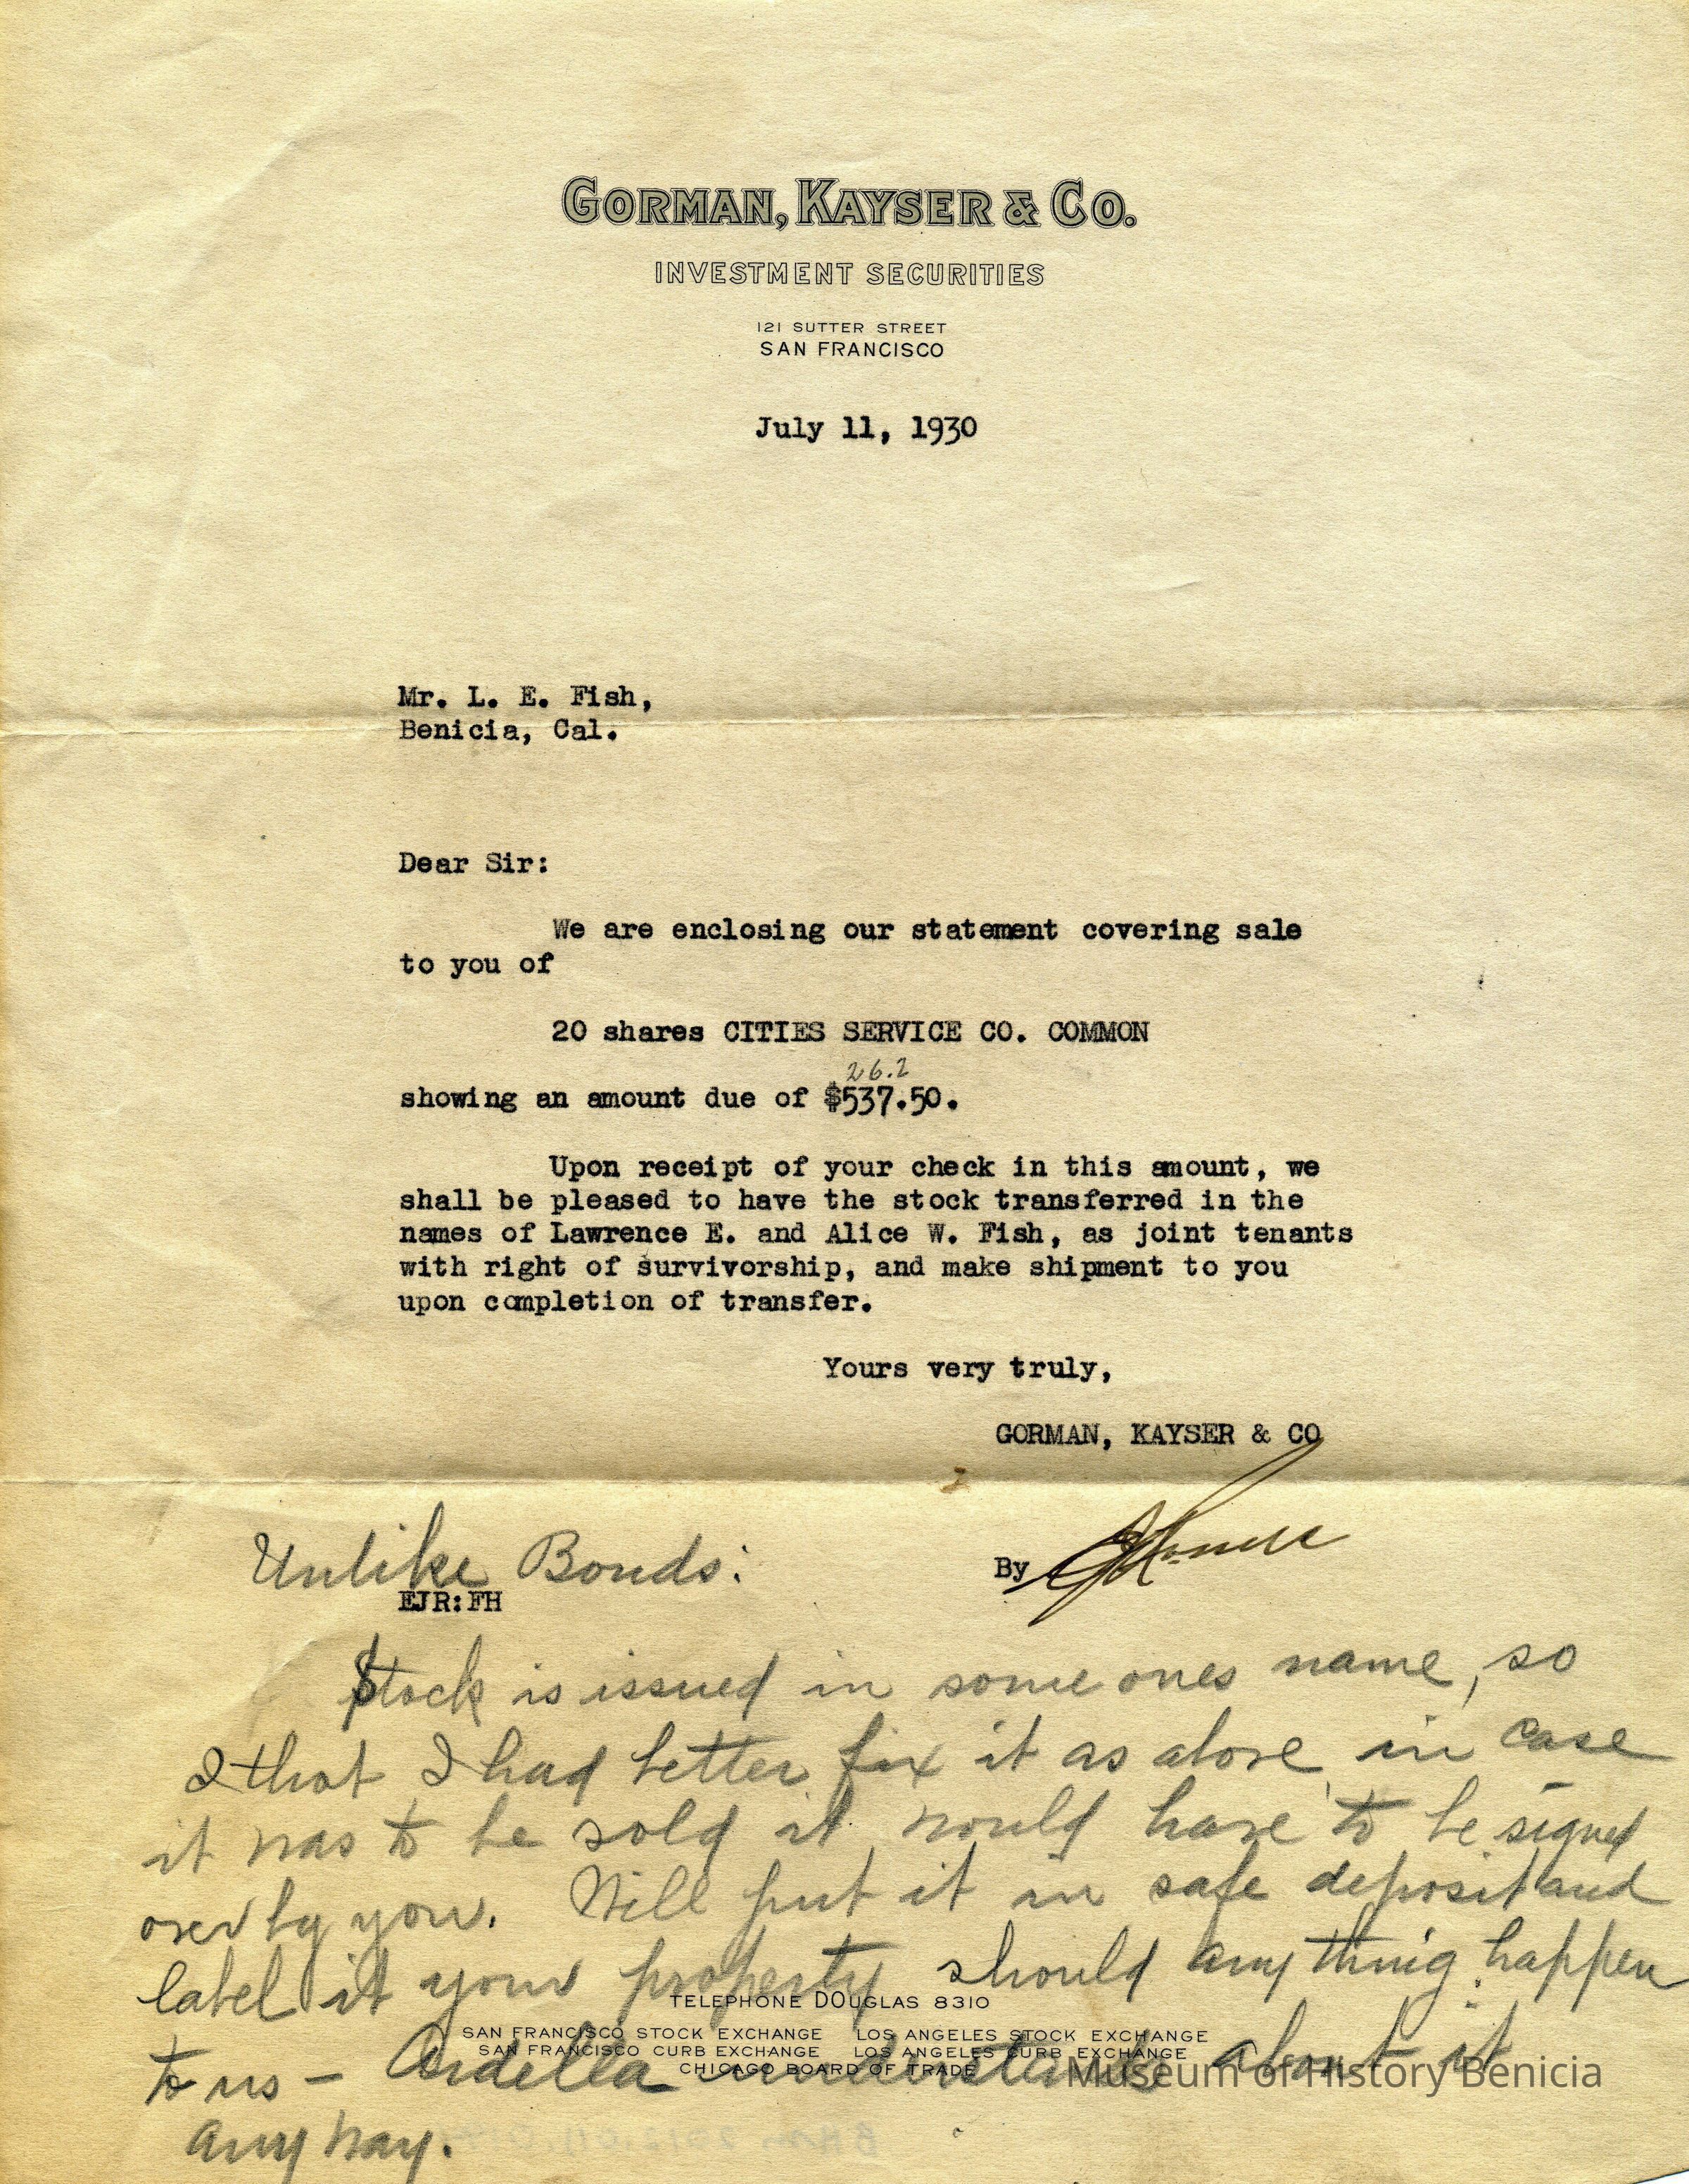 GORMAN, KAYSER & CO.
INVESTMENT SECURITIES
121 SUTTER STREET
SAN FRANCISCO
July 11, 1930
Mr. L. E. Fish,
Benicia, Cal.
Dear Sir:
We are enclosing our statement covering sale
to you of
20 shares CITIES SERVICE CO. COMMON
26.2
showing an amount due of $537.50.
Upon receipt of your check in this amount, we
shall be pleased to have the stock transferred in the
names of Lawrence E. and Alice W. Fish, as joint tenants
with right of survivorship, and make shipment to you
upon completion of transfer.
Yours very truly,
GORMAN, KAYSER & CO
By
Unlike Bonds:
EJR:FH
Stock is issued in some ones name, so
I that I had better fix it as above in case
it was to be sold it would have to be signed
over by you. Will put it in safe deposit and
label it your property should any thing happen
TELEPHONE DOUGLAS 8310
SAN FRANCISCO STOCK EXCHANGE LOS ANGELES STOCK EXCHANGE
SAN FRANCISCO CURB EXCHANGE LOS ANGELES CURB EXCHANGE
CHICAGO BOARD OF TRADE
to us - Ardella understands about it
any way.
Museum of History Benicia